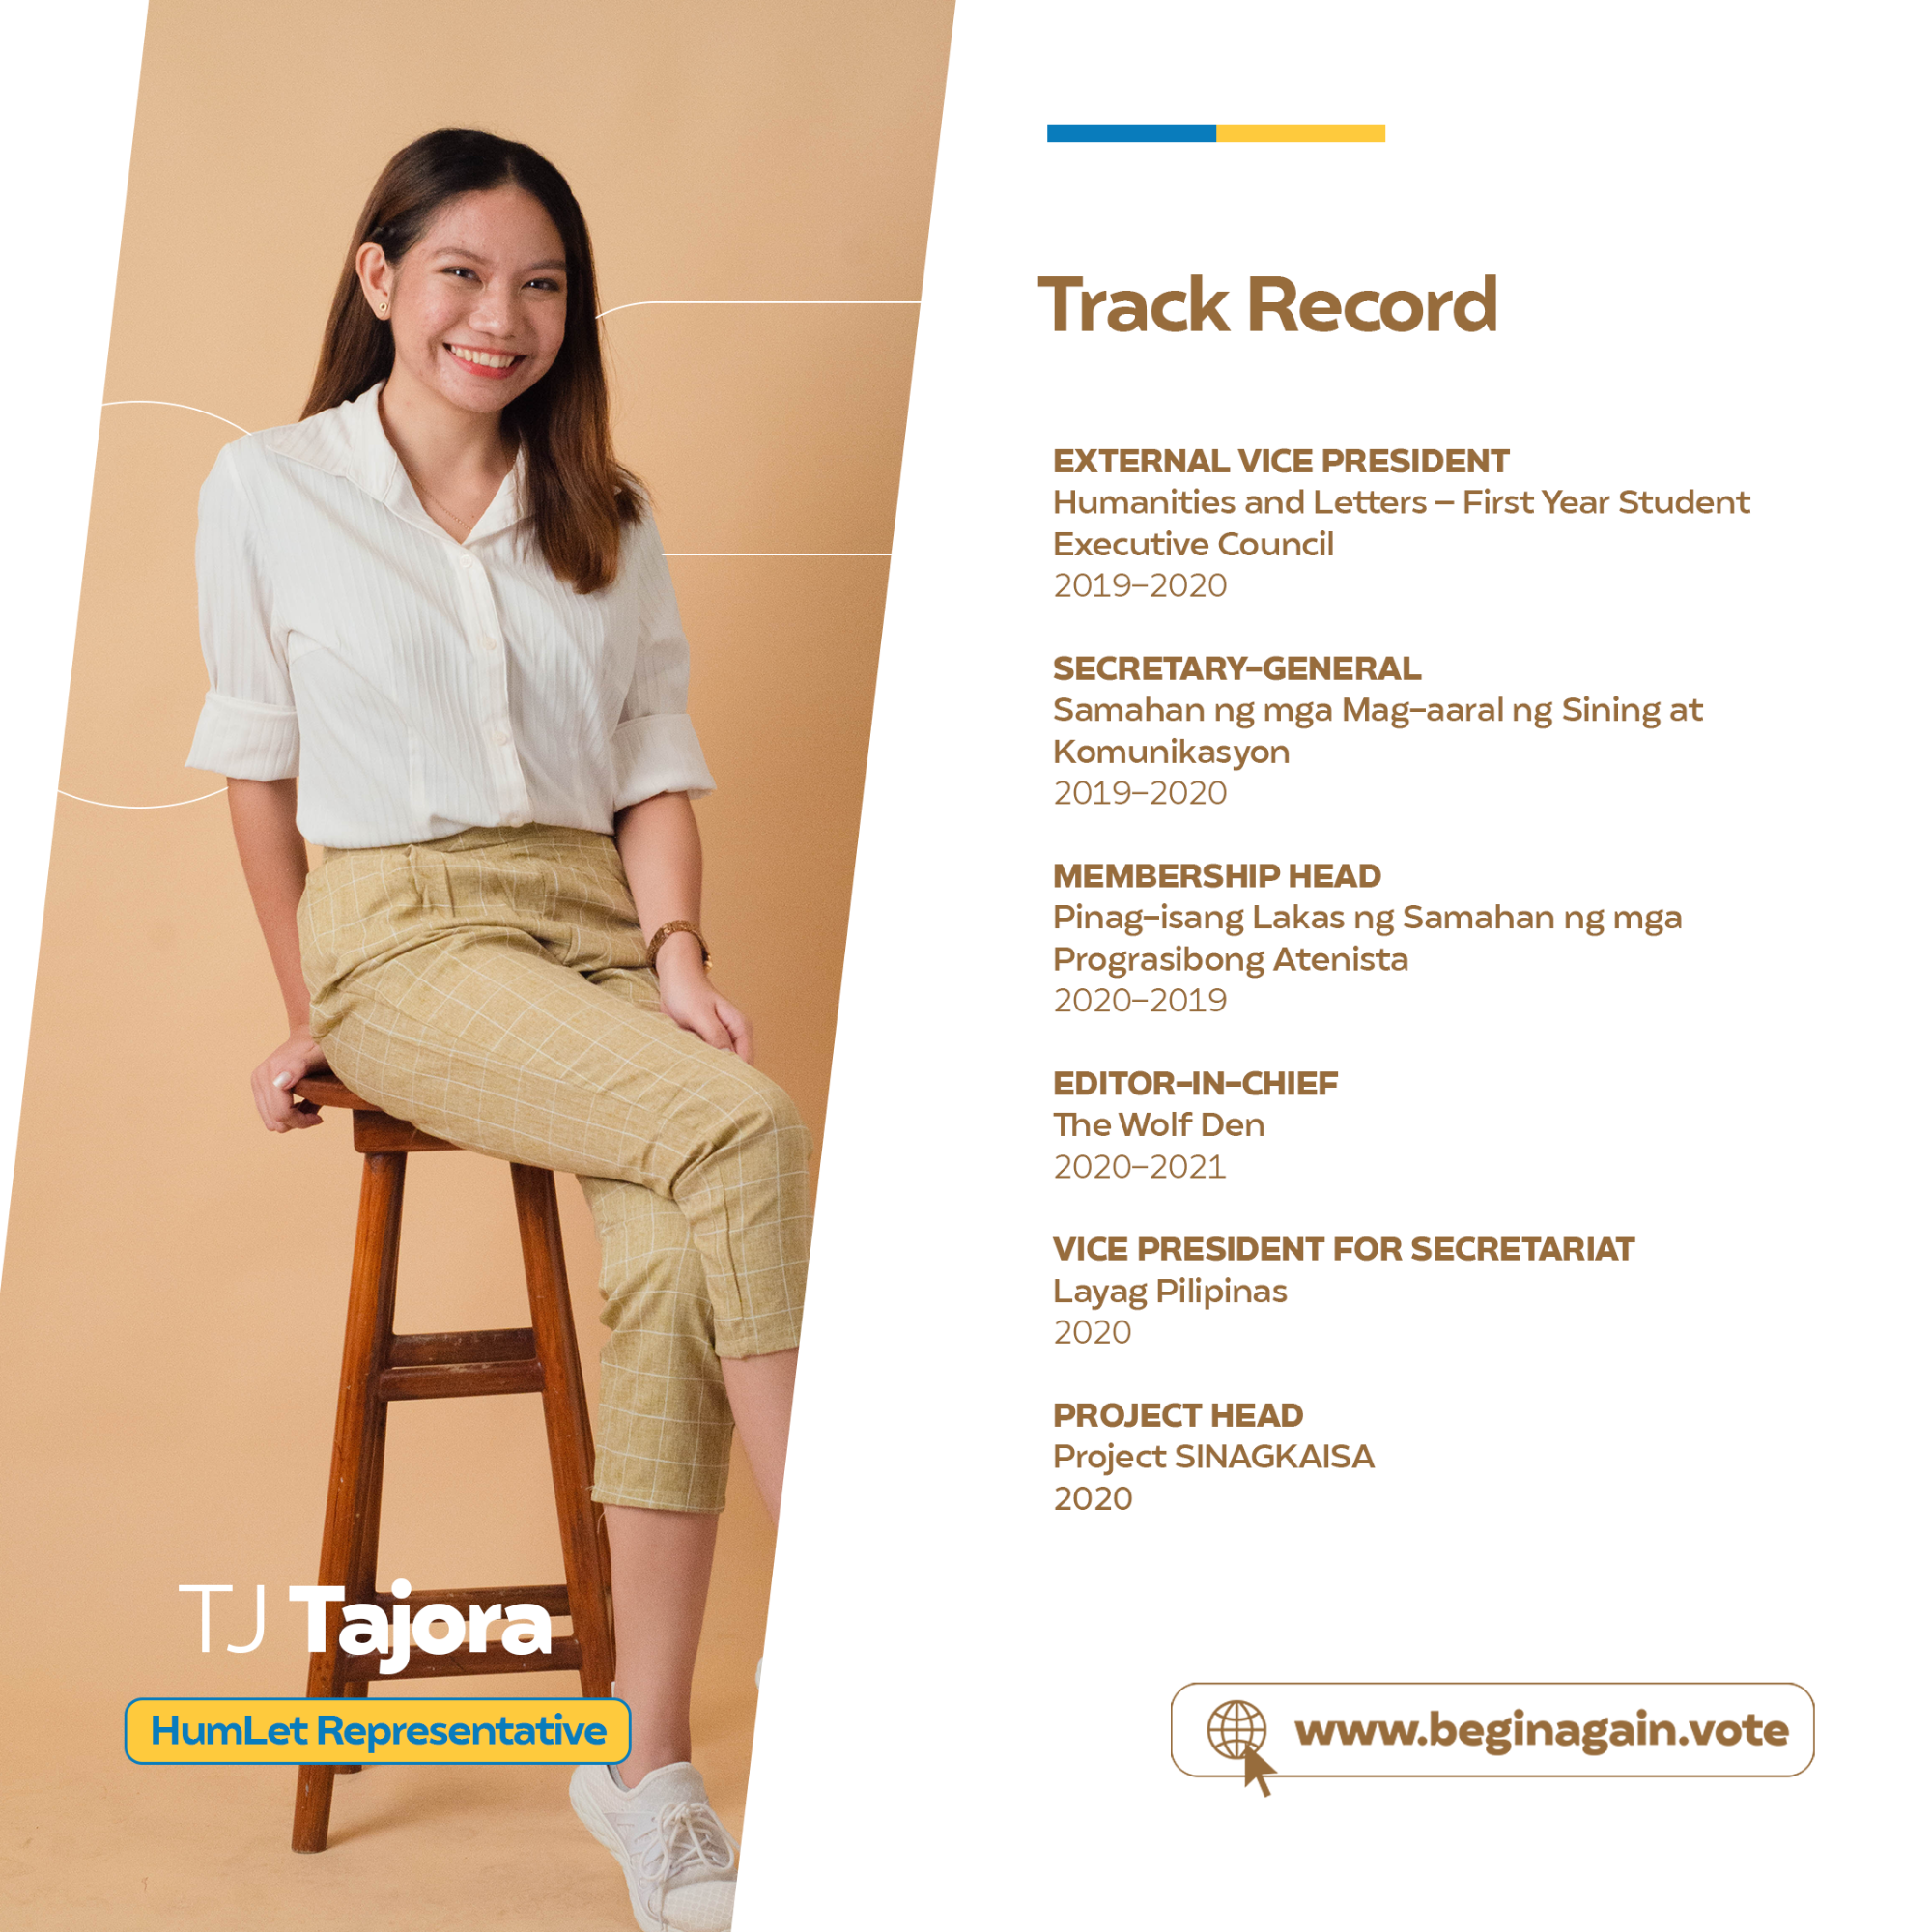 Track Record
EXTERNAL VICE PRESIDENT
Humanities and Letters – First Year Student
Executive Council
2019–2020
SECRETARY-GENERAL
Samahan ng mga Mag-aaral ng Sining at
Komunikasyon
2019–2020
MEMBERSHIP HEAD
Pinag-isang Lakas ng Samahan ng mga
Prograsibong Atenista
2020–2019
EDITOR-IN-CHIEF
The Wolf Den
2020–2021
VICE PRESIDENT FOR SECRETARIAT
Layag Pilipinas
2020
PROJECT HEAD
Project SINAGKAISA
2020
TJ Tajora
HumLet Representative
www.beginagain.vote